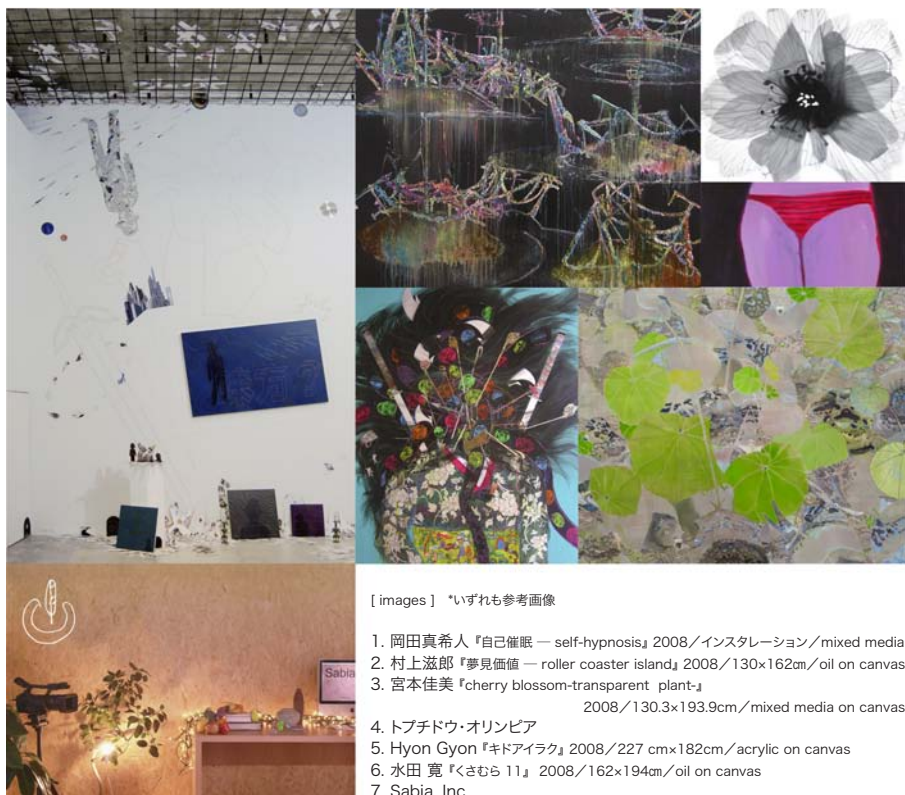 Sabia
[ images ] *いずれも参考画像
1. 岡田真希人『自己催眠 ― self-hypnosis』2008／インスタレーション／mixed media
2. 村上滋郎『夢見価値 ― roller coaster island』2008／130×162㎝／oil on canvas
3. 宮本佳美『cherry blossom-transparent plant-』
2008／130.3×193.9cm／mixed media on canvas
4. トプチドウ・オリンピア
5. Hyon Gyon『キドアイラク』2008／227 cm×182cm／acrylic on canvas
6. 水田 寛『くさむら 11』 2008／162×194㎝／oil on canvas
7. Sabia, Inc